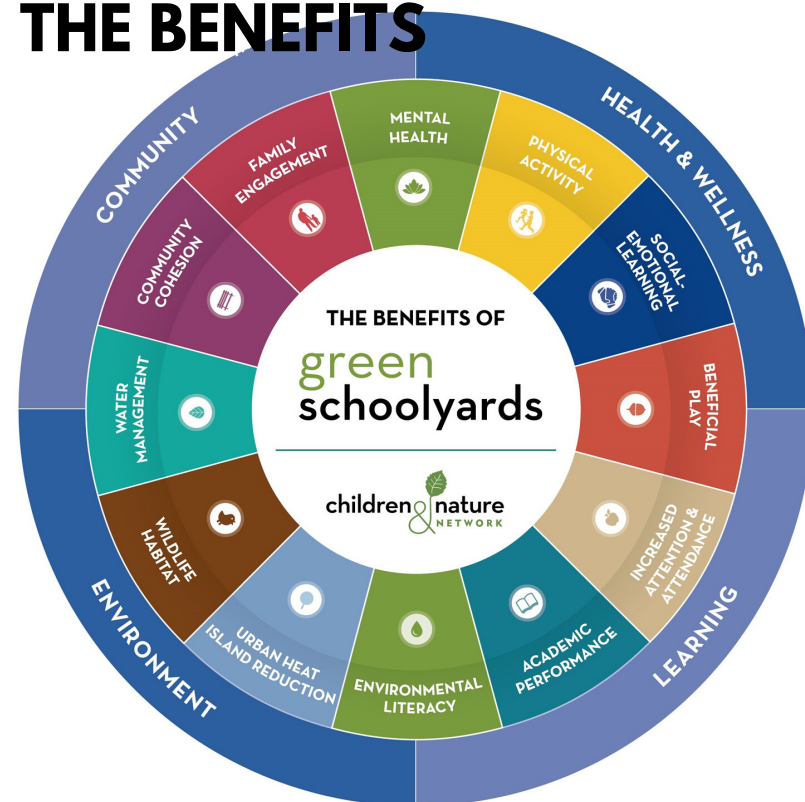 THE BENEFITS
COMMUNITY
HEALTH & WELLNESS
FAMILY
ENGAGEMENT
MENTAL
HEALTH
PHYSICAL
ACTIVITY
SOCIAL-
EMOTIONAL
LEARNING
BENEFICIAL
PLAY
INCREASED
ATTENTION &
ATTENDANCE
ACADEMIC
PERFORMANCE
ENVIRONMENTAL
LITERACY
URBAN HEAT
ISLAND REDUCTION
WILDLIFE
HABITAT
WATER
MANAGEMENT
COMMUNITY
COHESION
THE BENEFITS OF
green
schoolyards
children & nature
NETWORK
ENVIRONMENT
LEARNING